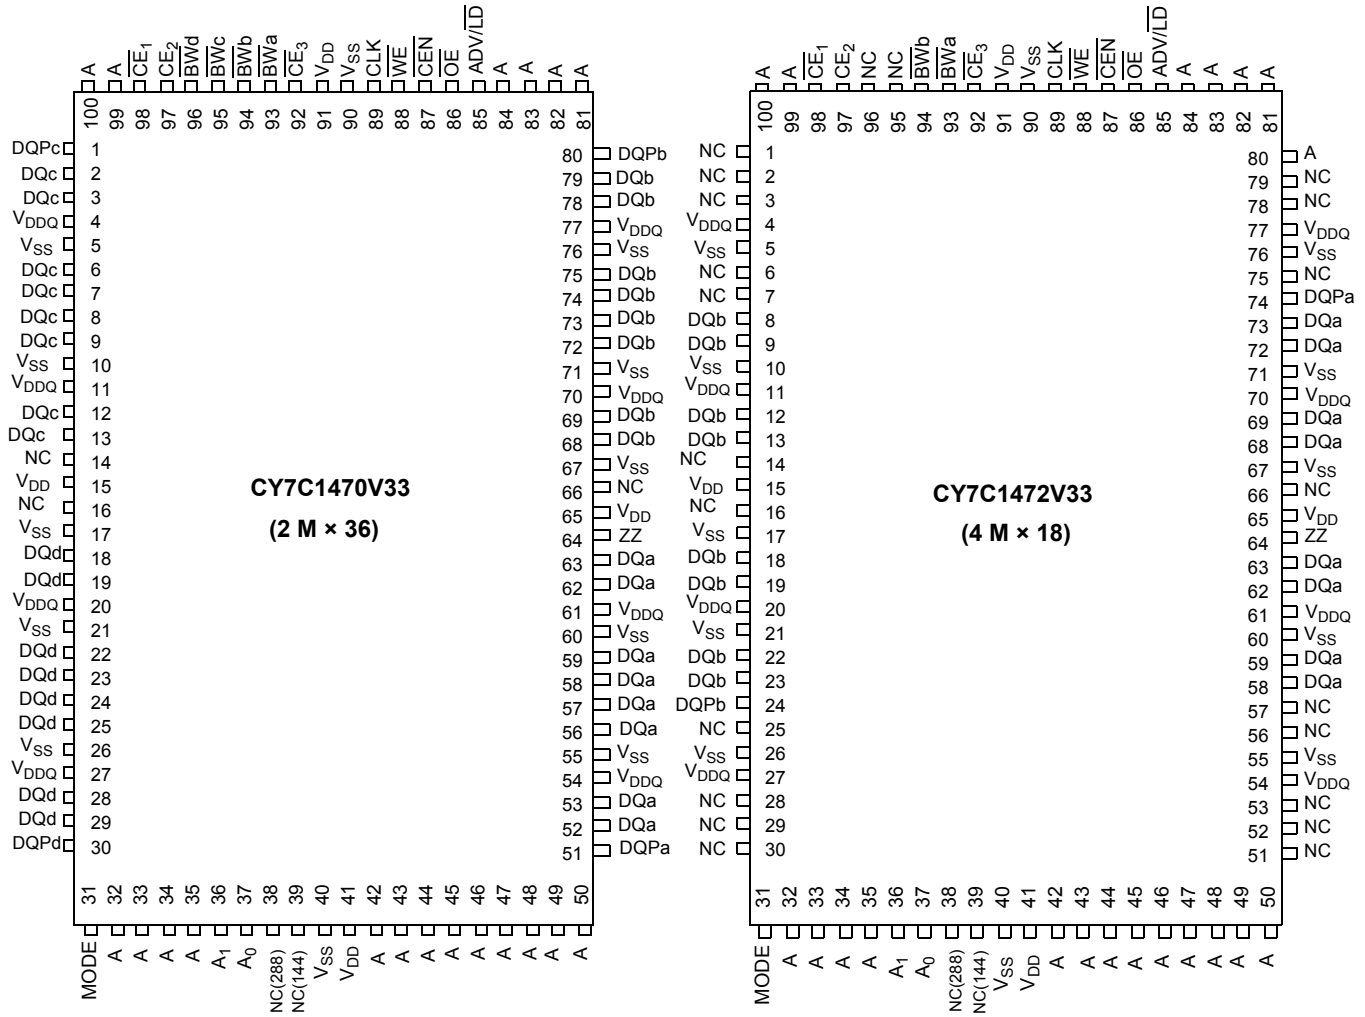 A A CE1 CE2 BWd BWc BWb BWa CE3 VDD VSS CLK WE CEN OE ADV/LD A A A A
100 99 98 97 96 95 94 93 92 91 90 89 88 87 86 85 84 83 82 81
DQPc 1
DQc 2
DQc 3
VDDQ 4
VSS 5
DQc 6
DQc 7
DQc 8
DQc 9
VSS 10
VDDQ 11
DQc 12
DQc 13
NC 14
VDD 15
NC 16
VSS 17
DQd 18
DQd 19
VDDQ 20
VSS 21
DQd 22
DQd 23
DQd 24
DQd 25
VSS 26
VDDQ 27
DQd 28
DQd 29
DQPd 30
CY7C1470V33
(2 M × 36)
80 DQPb
79 DQb
78 DQb
77 VDDQ
76 VSS
75 DQb
74 DQb
73 DQb
72 DQb
71 VSS
70 VDDQ
69 DQb
68 DQb
67 VSS
66 NC
65 VDD
64 ZZ
63 DQa
62 DQa
61 VDDQ
60 VSS
59 DQa
58 DQa
57 DQa
56 DQa
55 VSS
54 VDDQ
53 DQa
52 DQa
51 DQPa
31 32 33 34 35 36 37 38 39 40 41 42 43 44 45 46 47 48 49 50
MODE A A A A A1 A0 NC(288) NC(144) VSS VDD A A A A A A A A A
A A CE1 CE2 NC NC BWb BWa CE3 VDD VSS CLK WE CEN OE ADV/LD A A A A
100 99 98 97 96 95 94 93 92 91 90 89 88 87 86 85 84 83 82 81
NC 1
NC 2
NC 3
VDDQ 4
VSS 5
NC 6
NC 7
DQb 8
DQb 9
VSS 10
VDDQ 11
DQb 12
DQb 13
NC 14
VDD 15
NC 16
VSS 17
DQb 18
DQb 19
VDDQ 20
VSS 21
DQb 22
DQb 23
DQPb 24
NC 25
VSS 26
VDDQ 27
NC 28
NC 29
NC 30
CY7C1472V33
(4 M × 18)
80 A
79 NC
78 NC
77 VDDQ
76 VSS
75 NC
74 DQPa
73 DQa
72 DQa
71 VSS
70 VDDQ
69 DQa
68 DQa
67 VSS
66 NC
65 VDD
64 ZZ
63 DQa
62 DQa
61 VDDQ
60 VSS
59 DQa
58 DQa
57 NC
56 NC
55 VSS
54 VDDQ
53 NC
52 NC
51 NC
31 32 33 34 35 36 37 38 39 40 41 42 43 44 45 46 47 48 49 50
MODE A A A A A1 A0 NC(288) NC(144) VSS VDD A A A A A A A A A